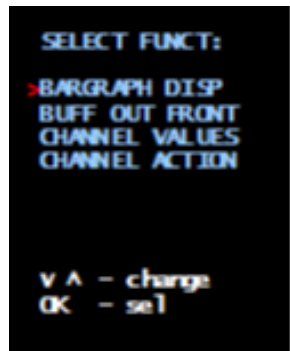 SELECT FUNCT:
>BARGRAPH DISP
BUFF OUT FRONT
CHANNEL VALUES
CHANNEL ACTION
v ʌ - change
OK - sel